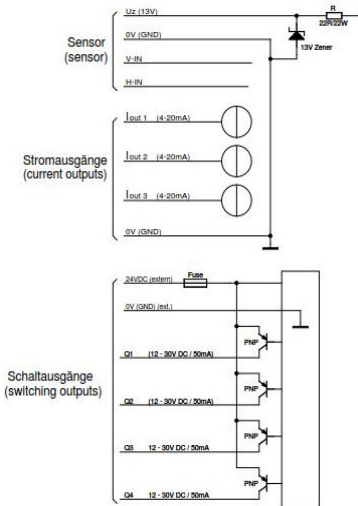 Uz (13V)
R
22R/22W
0V (GND)
13V Zener
Sensor
(sensor)
V-IN
H-IN
Iout 1 (4-20mA)
Iout 2 (4-20mA)
Stromausgänge
(current outputs)
Iout 3 (4-20mA)
0V (GND)
24VDC (extern)
Fuse
0V (GND) (ext.)
PNP
Q1 (12 - 30V DC / 50mA)
Schaltausgänge
(switching outputs)
PNP
Q2 (12 - 30V DC / 50mA)
PNP
Q3 12 - 30V DC / 50mA)
PNP
Q4 12 - 30V DC / 50mA)